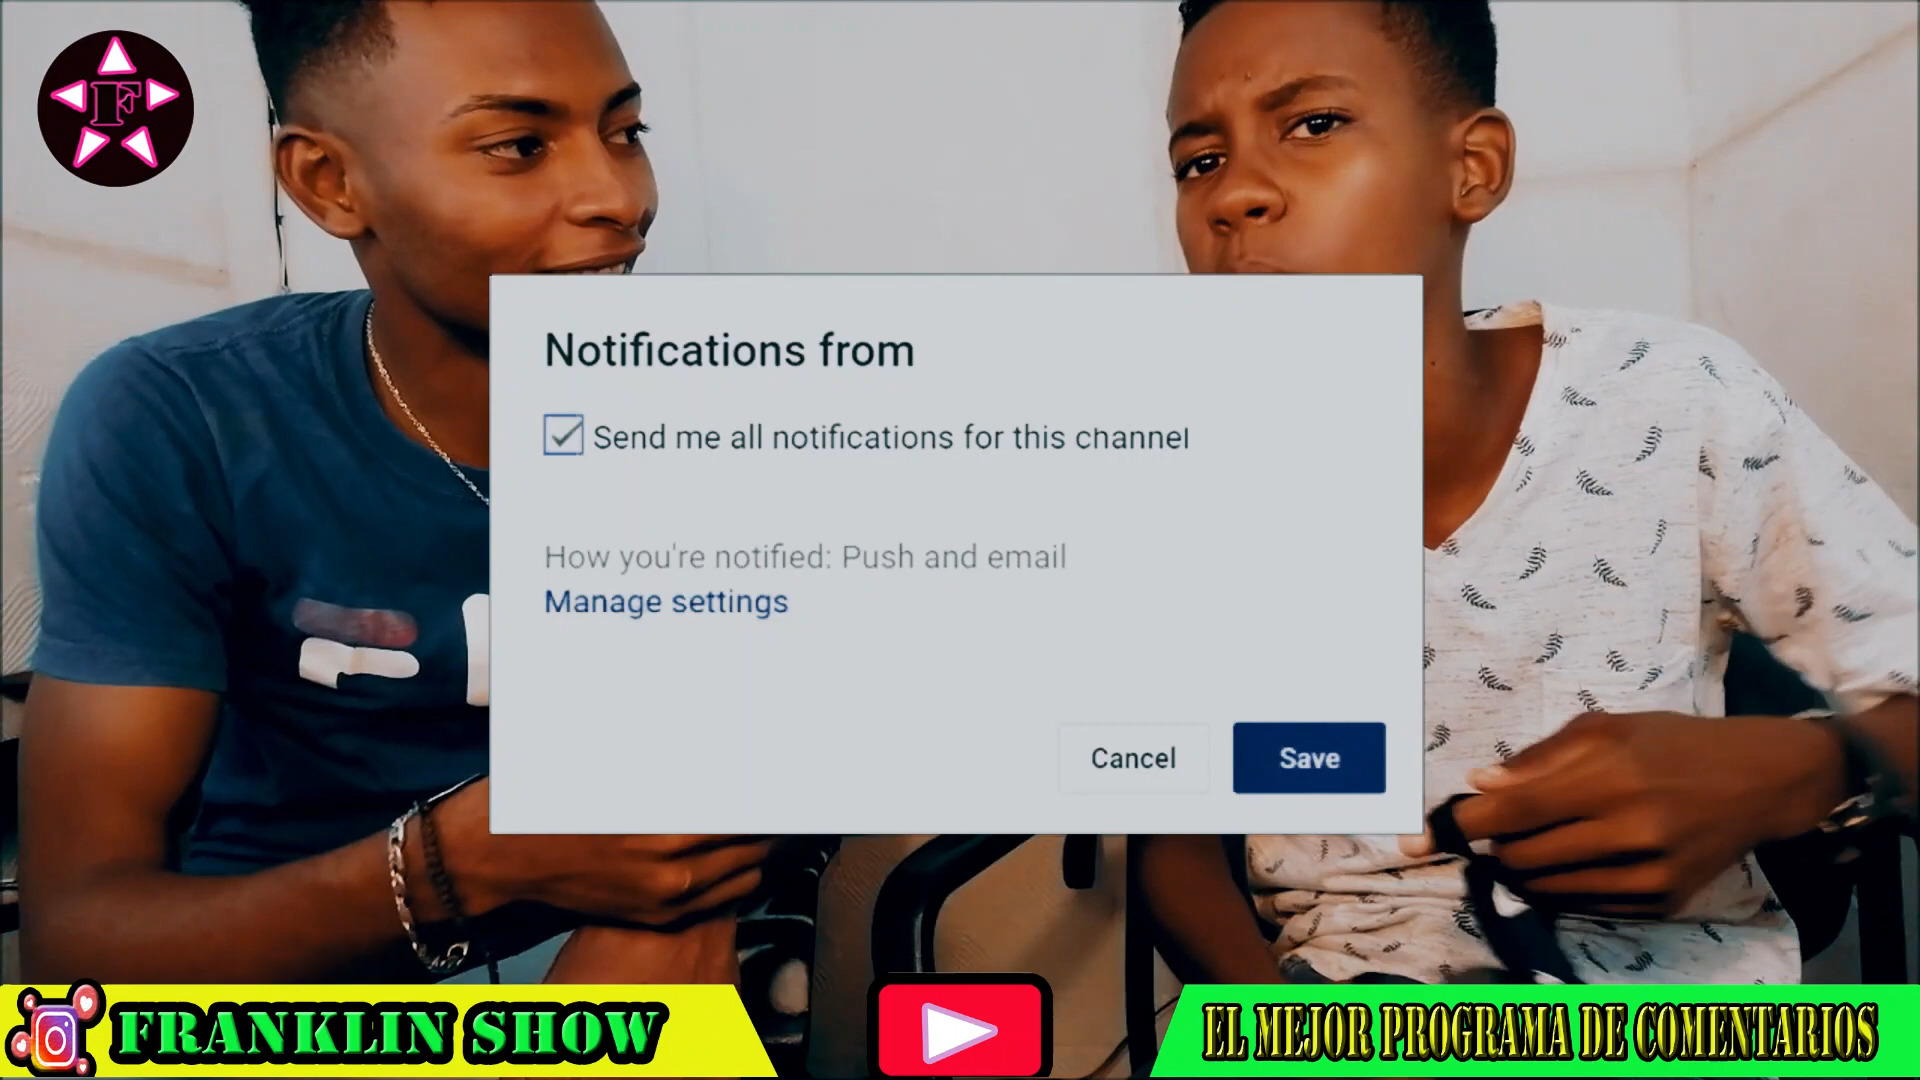 F
Notifications from
Send me all notifications for this channel
How you're notified: Push and email
Manage settings
Cancel
Save
FRANKLIN SHOW
EL MEJOR PROGRAMA DE COMENTARIOS